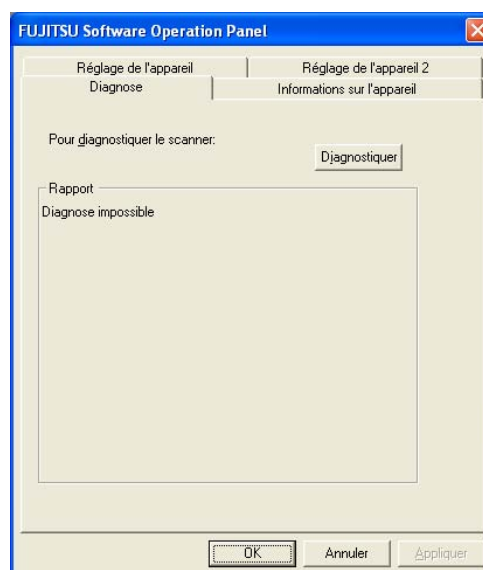 FUJITSU Software Operation Panel
Réglage de l'appareil
Réglage de l'appareil 2
Diagnose
Informations sur l'appareil
Pour diagnostiquer le scanner:
Diagnostiquer
Rapport
Diagnose impossible
OK
Annuler
Appliquer